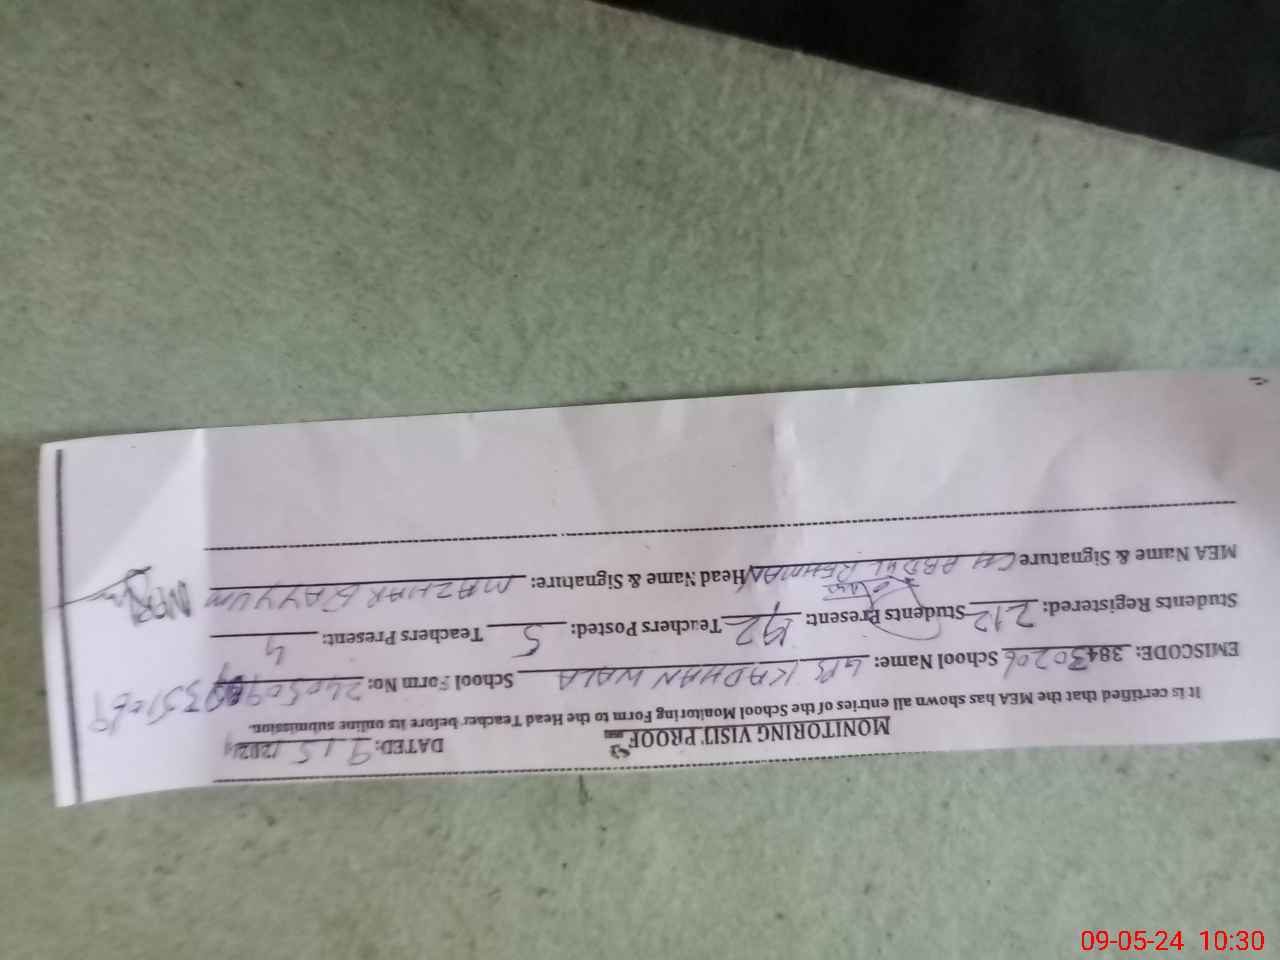 MONITORING VISIT PROOF DATED: 9/5/2024
It is certified that the MEA has shown all entries of the School Monitoring Form to the Head Teacher before its online submission.
EMISCODE: 38430206 School Name: GPS KADHAN WALA School Form No:
Students Registered: 212 Students Present: 192 Teachers Posted: 5 Teachers Present: 4
MEA Name & Signature CH ABDUL REHMAN/Head Name & Signature: MAZHAR QAYYUM
09-05-24 10:30